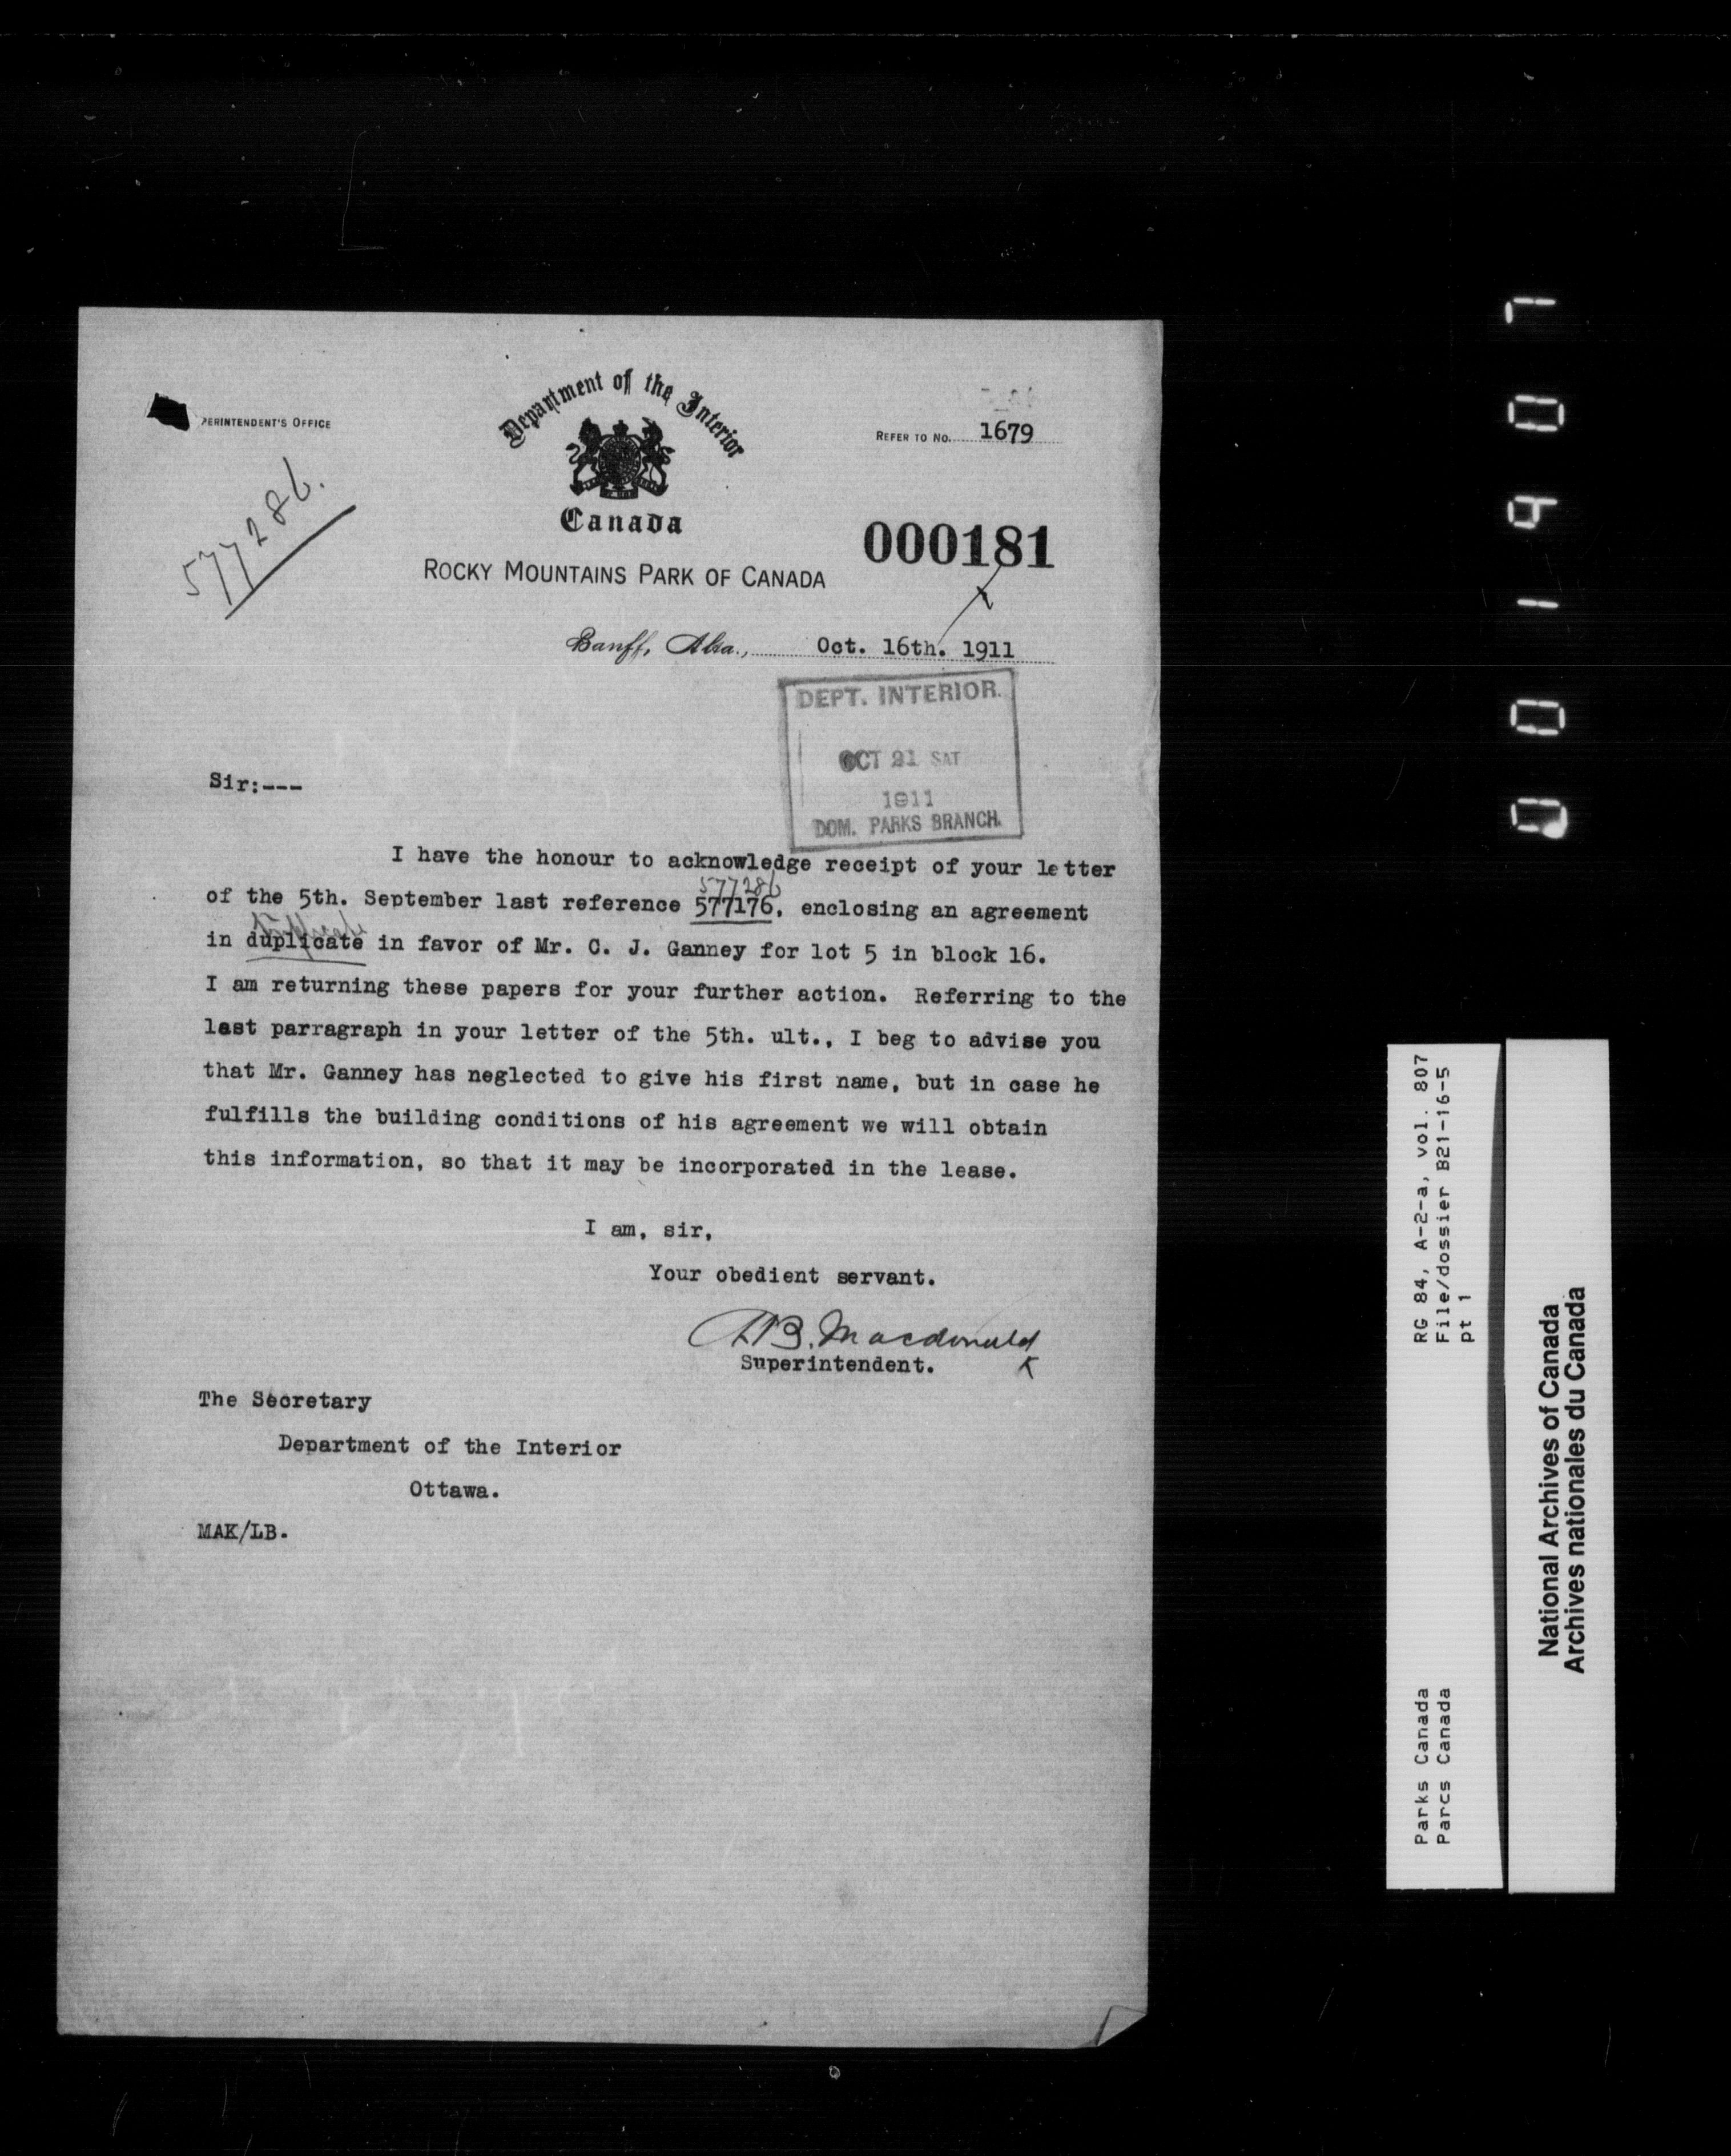 PERINTENDENT'S OFFICE
Department of the Interior
Canada
REFER TO NO. 1679
577286.
000181
ROCKY MOUNTAINS PARK OF CANADA
Banff, Alta., Oct. 16th. 1911
DEPT. INTERIOR.
OCT 21 SAT
1911
DOM. PARKS BRANCH.
Sir:---
I have the honour to acknowledge receipt of your letter
577286
of the 5th. September last reference 577176, enclosing an agreement
in duplicate in favor of Mr. C. J. Ganney for lot 5 in block 16.
I am returning these papers for your further action. Referring to the
last parragraph in your letter of the 5th. ult., I beg to advise you
that Mr. Ganney has neglected to give his first name, but in case he
fulfills the building conditions of his agreement we will obtain
this information, so that it may be incorporated in the lease.
I am, sir,
Your obedient servant.
A.B. Macdonald
Superintendent. K
The Secretary
Department of the Interior
Ottawa.
MAK/LB.
RG 84, A-2-a, vol. 807
File/dossier B21-16-5
pt 1
Parks Canada
Parcs Canada
National Archives of Canada
Archives nationales du Canada